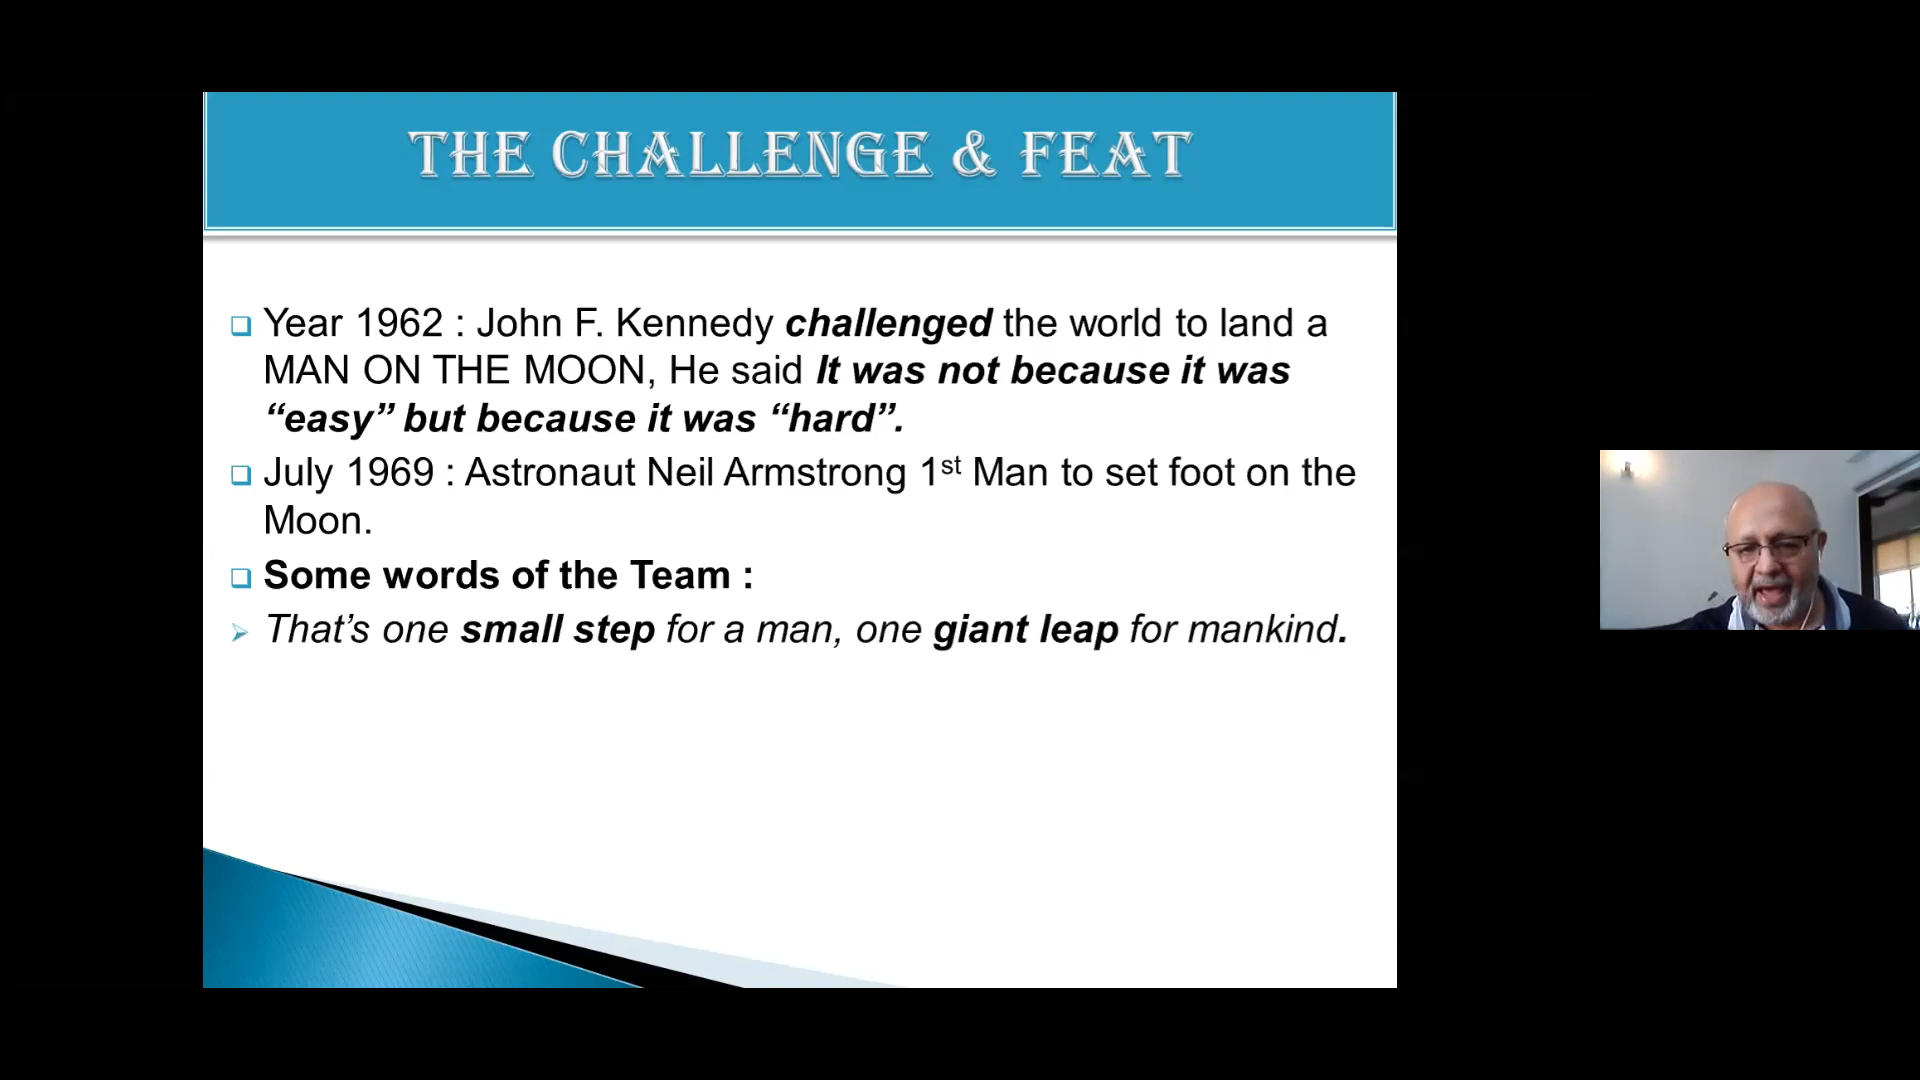 THE CHALLENGE & FEAT
Year 1962 : John F. Kennedy challenged the world to land a
MAN ON THE MOON, He said It was not because it was
“easy” but because it was “hard”.
July 1969 : Astronaut Neil Armstrong 1st Man to set foot on the
Moon.
Some words of the Team :
That’s one small step for a man, one giant leap for mankind.